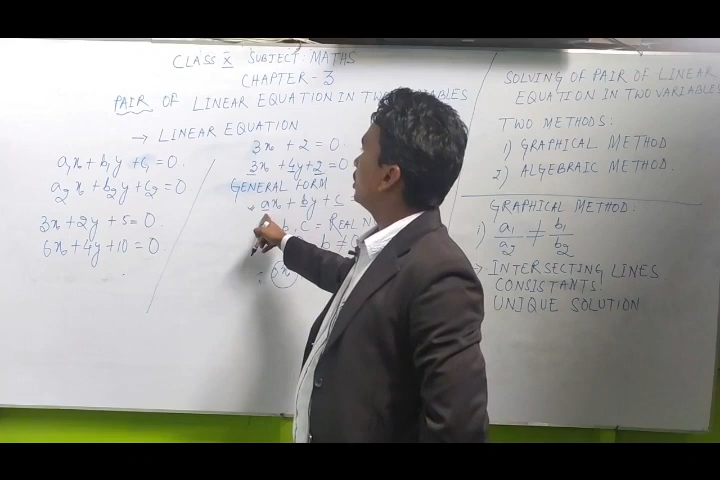 CLASS X SUBJECT: MATHS
CHAPTER-3
PAIR OF LINEAR EQUATION IN TWO VARIABLES
→ LINEAR EQUATION
a₁x + b₁y + c₁ = 0
a₂x + b₂y + c₂ = 0
3x + 2y + 5 = 0
6x + 4y + 10 = 0
3x + 2 = 0
3x + 4y + 2 = 0
GENERAL FORM
ax + by + c
b, c = REAL
b ≠
SOLVING OF PAIR OF LINEAR
EQUATION IN TWO VARIABLES
TWO METHODS:
1) GRAPHICAL METHOD
2) ALGEBRAIC METHOD.
GRAPHICAL METHOD:
1) a₁/a₂ ≠ b₁/b₂
→ INTERSECTING LINES
CONSISTANTS
UNIQUE SOLUTION